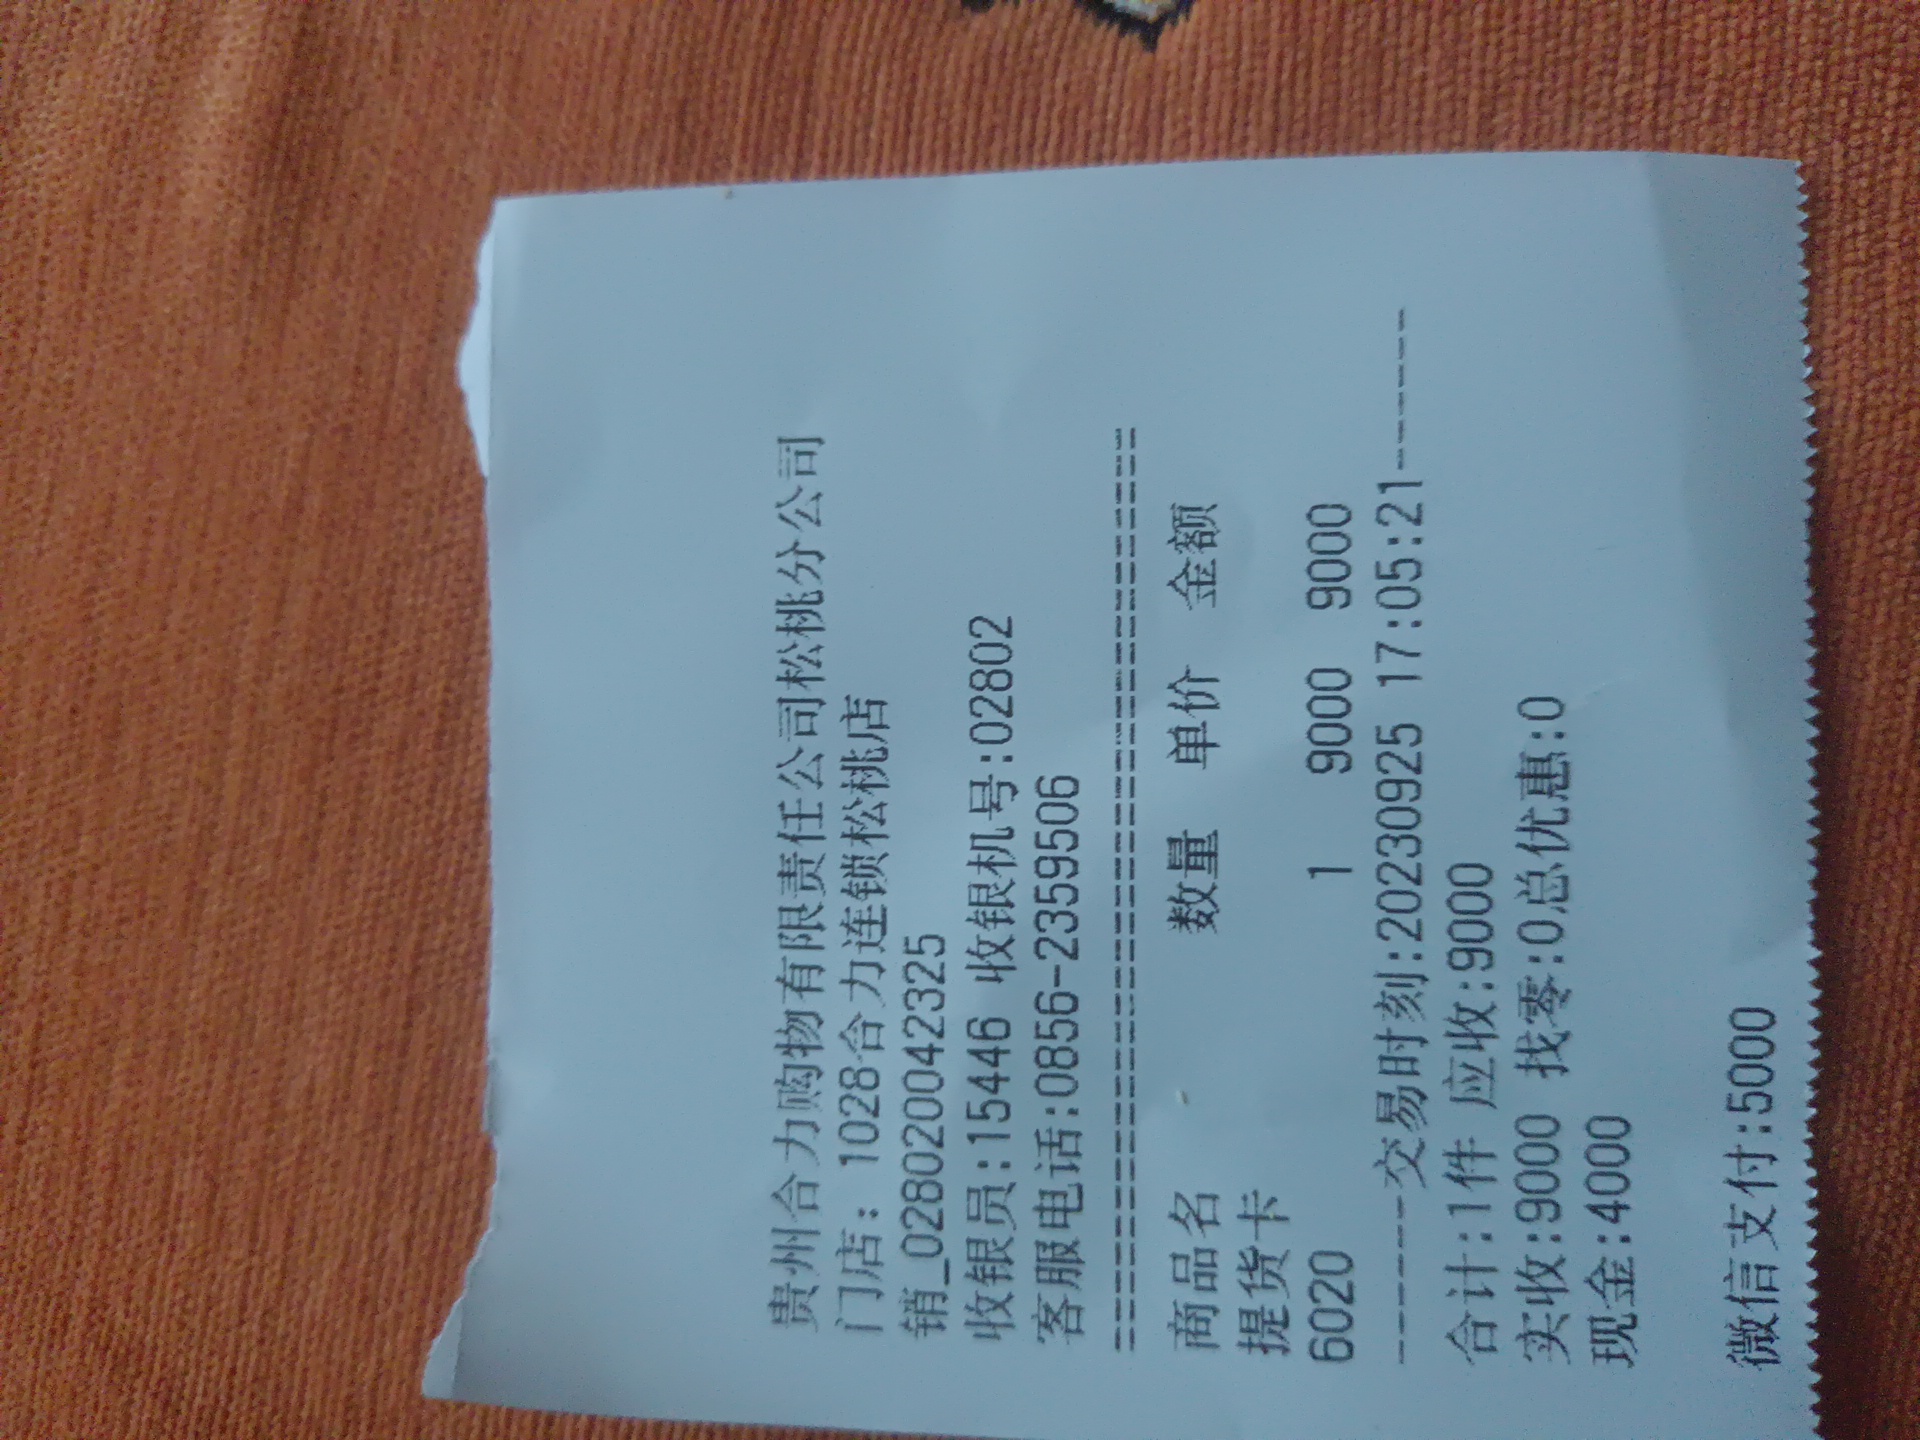 贵州合力购物有限责任公司松桃分公司
门店: 1028合力连锁松桃店
销_028020042325
收银员:15446 收银机号:02802
客服电话:0856-2359506
==========================================
商品名 数量 单价 金额
提货卡
6020 1 9000 9000
-------交易时刻:20230925 17:05:21-------
合计:1件 应收:9000
实收:9000 找零:0总优惠:0
现金:4000
微信支付:5000